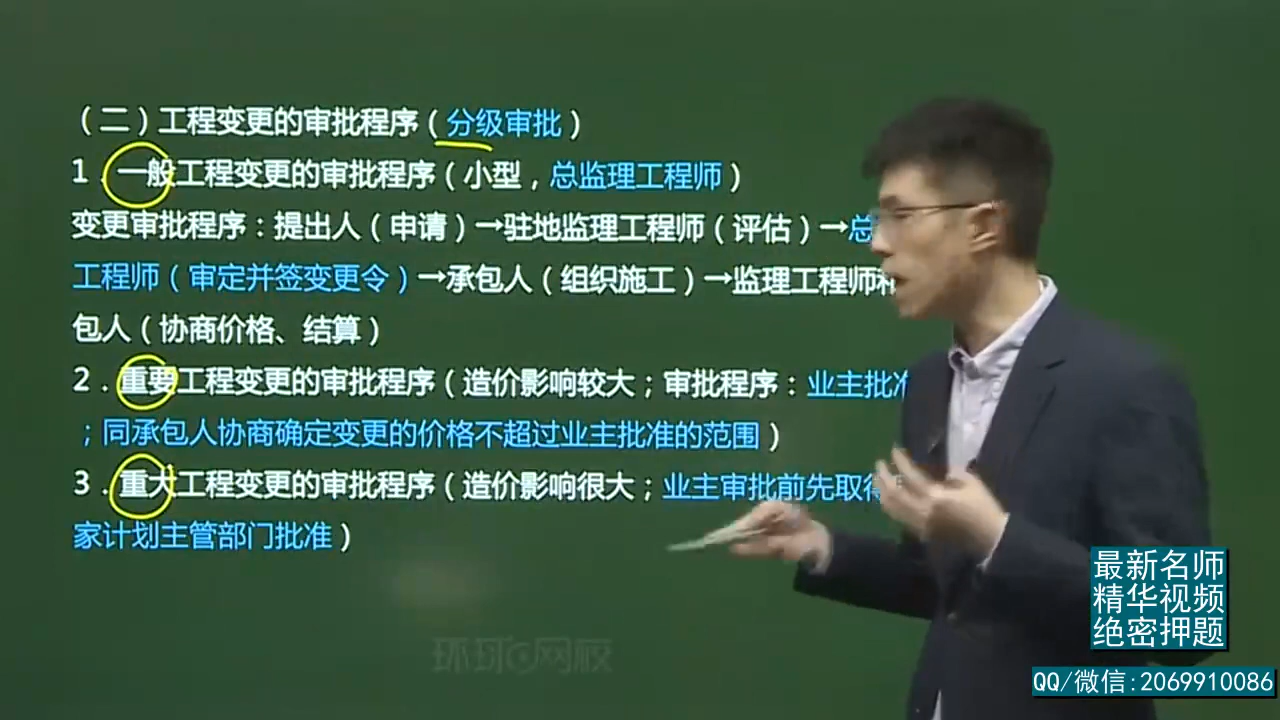 （二）工程变更的审批程序（分级审批）
1．一般工程变更的审批程序（小型，总监理工程师）
变更审批程序：提出人（申请）→驻地监理工程师（评估）→总
工程师（审定并签变更令）→承包人（组织施工）→监理工程师和
包人（协商价格、结算）
2．重要工程变更的审批程序（造价影响较大；审批程序：业主批准
；同承包人协商确定变更的价格不超过业主批准的范围）
3．重大工程变更的审批程序（造价影响很大；业主审批前先取得
家计划主管部门批准）
环球网校
最新名师
精华视频
绝密押题
QQ/微信:2069910086